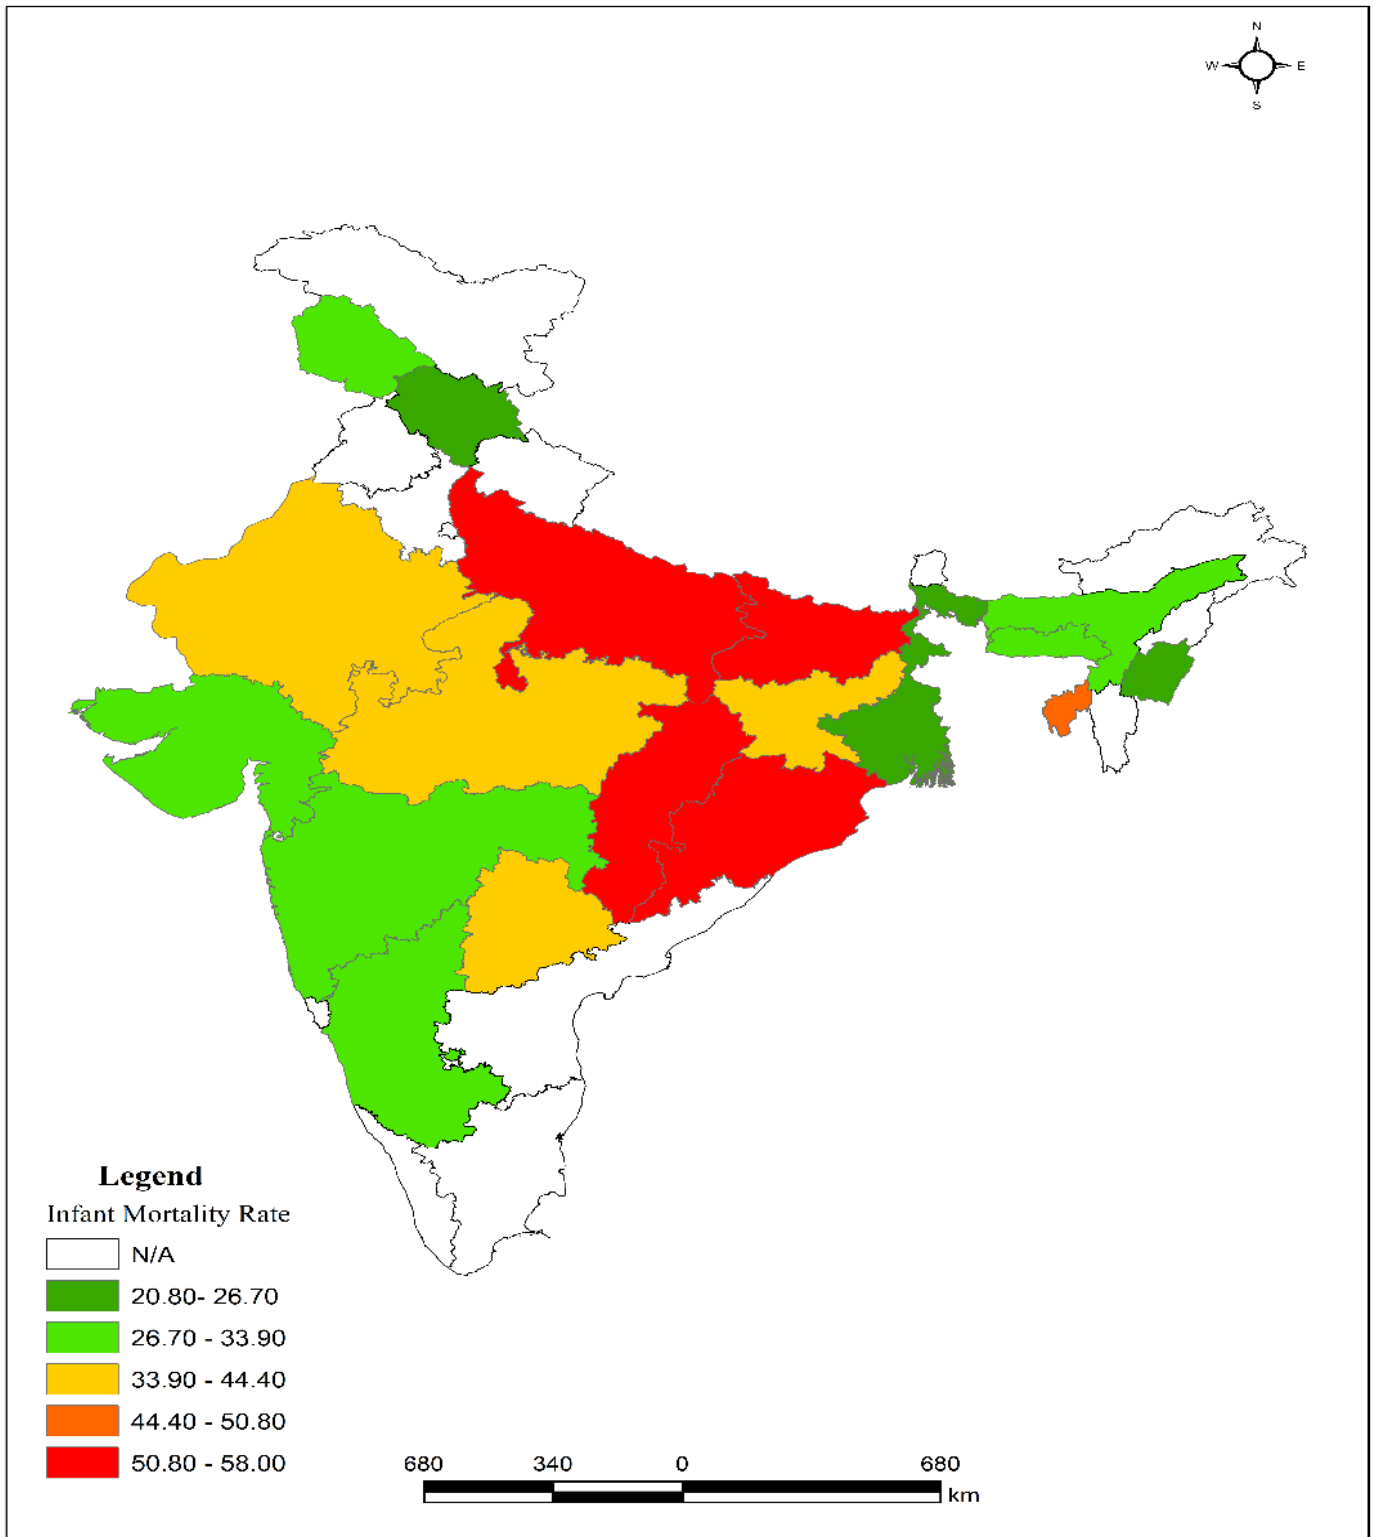 N
W E
S
Legend
Infant Mortality Rate
N/A
20.80- 26.70
26.70 - 33.90
33.90 - 44.40
44.40 - 50.80
50.80 - 58.00
680 340 0 680
km